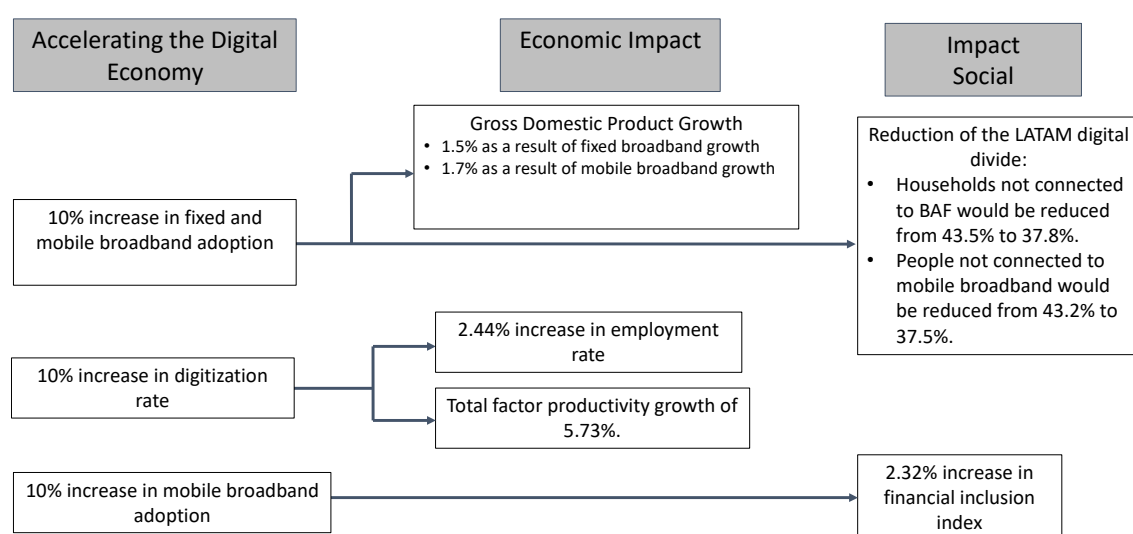 Accelerating the Digital
Economy
Economic Impact
Impact
Social
Gross Domestic Product Growth
• 1.5% as a result of fixed broadband growth
• 1.7% as a result of mobile broadband growth
Reduction of the LATAM digital
divide:
• Households not connected
to BAF would be reduced
from 43.5% to 37.8%.
• People not connected to
mobile broadband would
be reduced from 43.2% to
37.5%.
10% increase in fixed and
mobile broadband adoption
2.44% increase in employment
rate
10% increase in digitization
rate
Total factor productivity growth of
5.73%.
10% increase in mobile broadband
adoption
2.32% increase in
financial inclusion
index